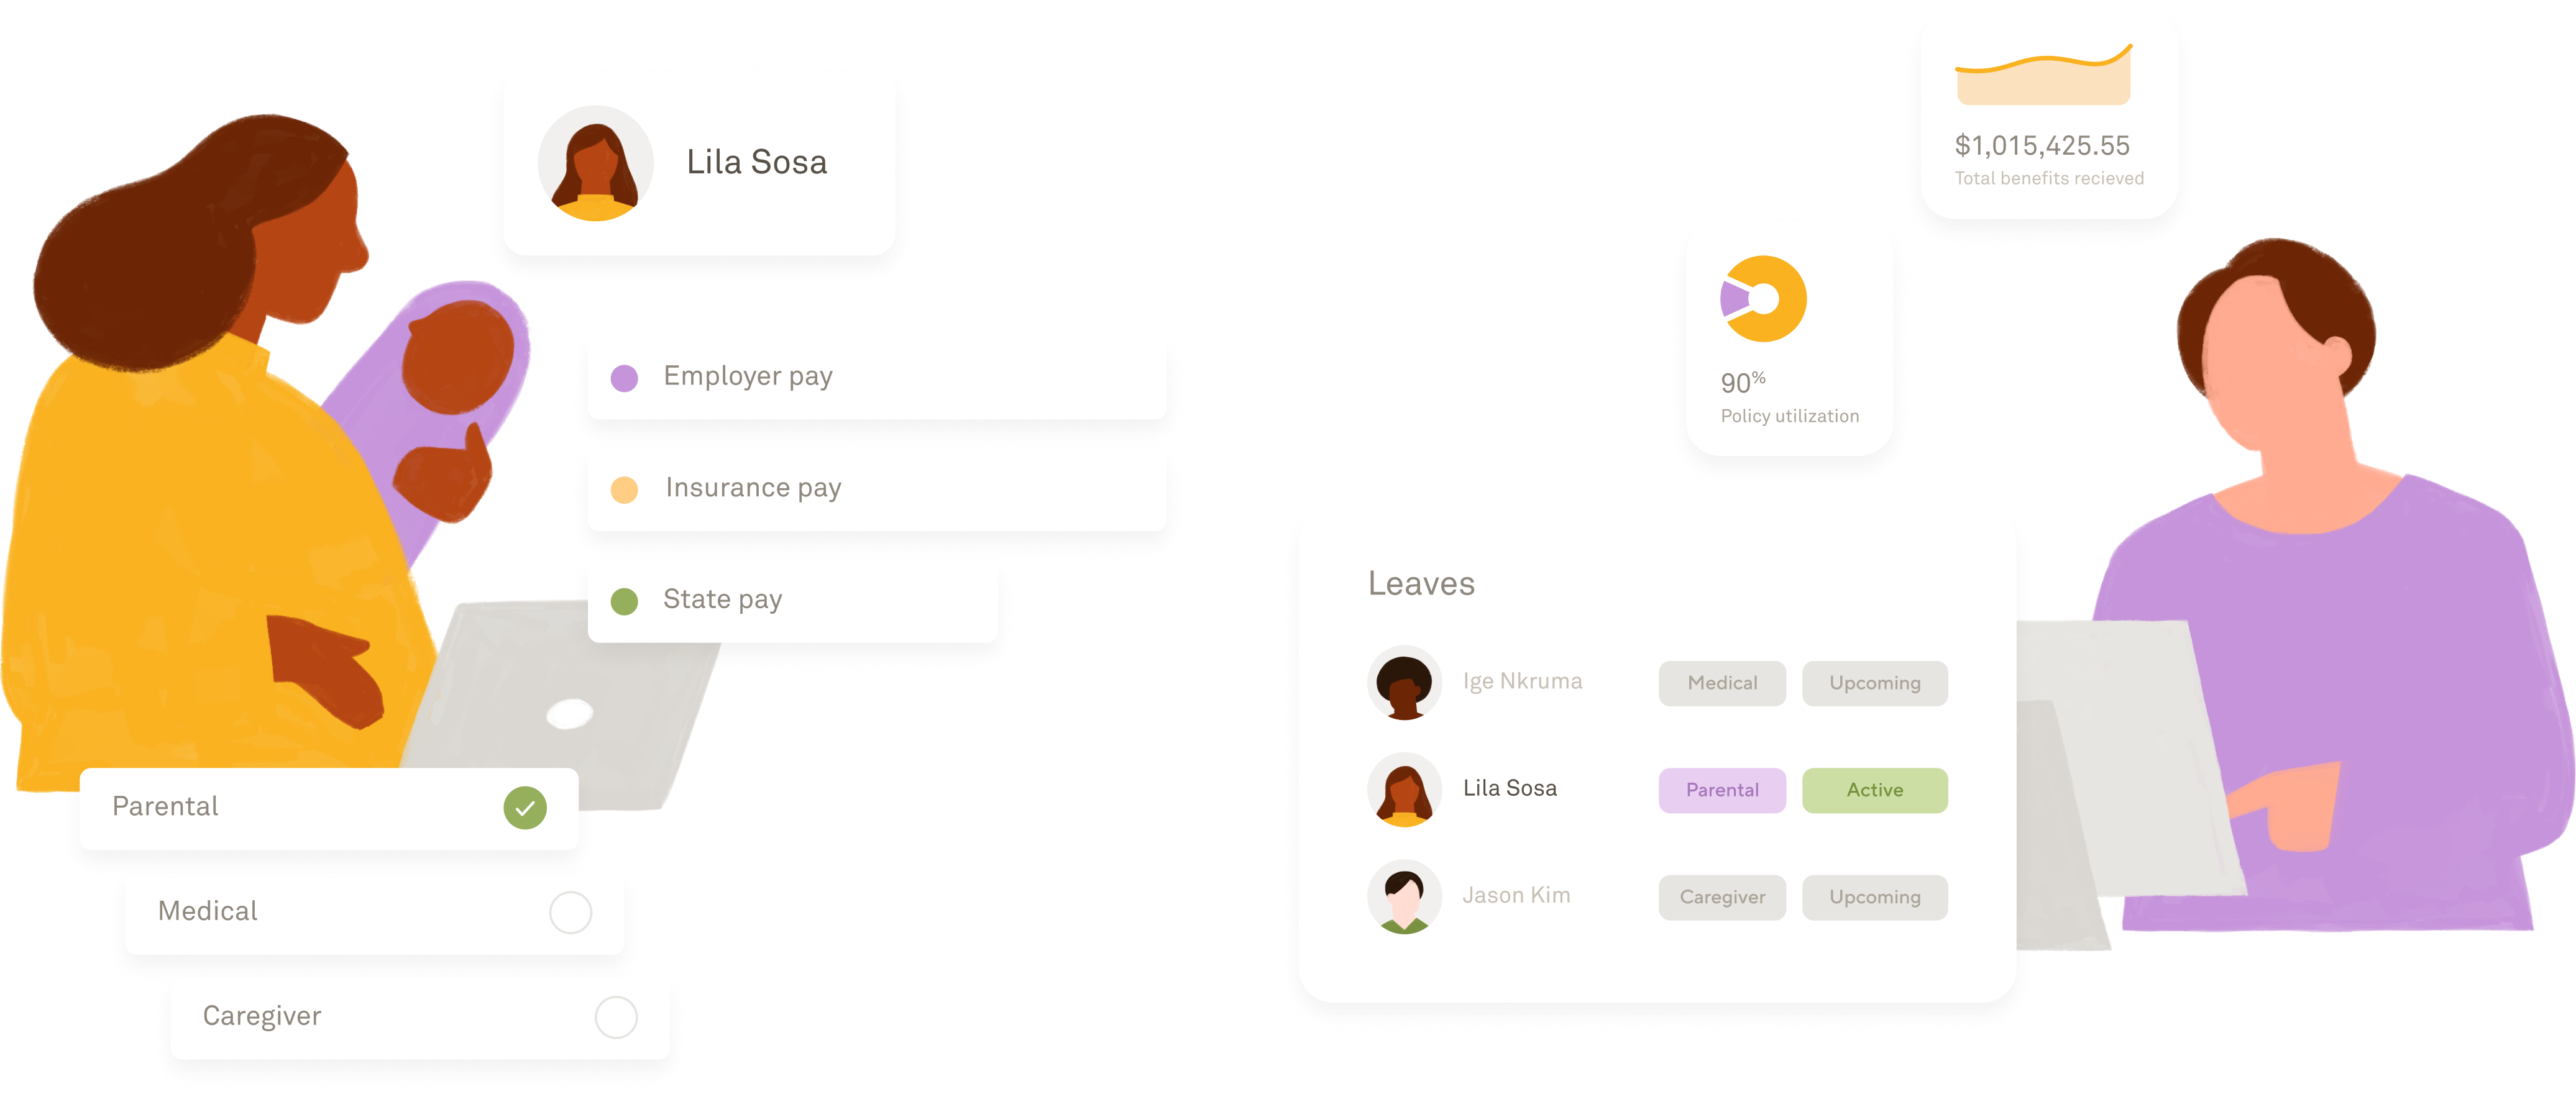 Lila Sosa
Employer pay
Insurance pay
State pay
Parental
Medical
Caregiver
$1,015,425.55
Total benefits recieved
90%
Policy utilization
Leaves
Ige Nkruma Medical Upcoming
Lila Sosa Parental Active
Jason Kim Caregiver Upcoming